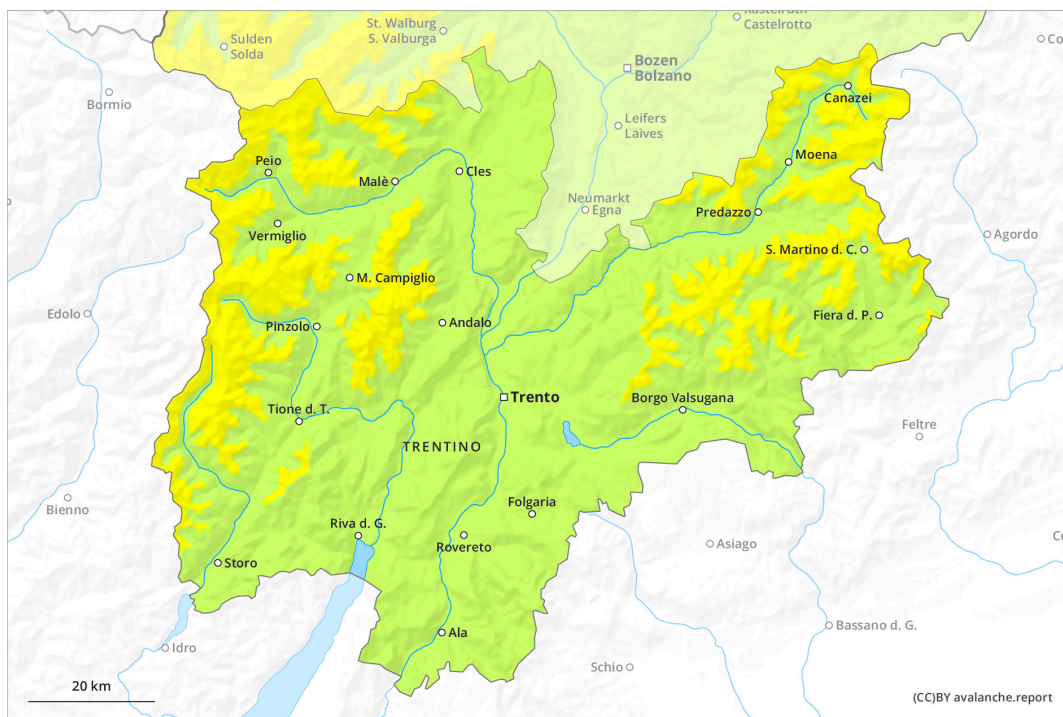 Kastelruth
Castelrotto
St. Walburg
S. Valburga
Sulden
Solda
Co
Bozen
Bolzano
Bormio
Canazei
Leifers
Laives
Moena
Peio
Malè
Cles
Neumarkt
Egna
Predazzo
Vermiglio
Agordo
S. Martino d. C.
M. Campiglio
Edolo
Pinzolo
Andalo
Fiera d. P.
Trento
Borgo Valsugana
Tione d. T.
Feltre
TRENTINO
Bienno
Folgaria
Riva d. G.
Rovereto
Asiago
Co
Storo
Ala
Bassano d. G.
Idro
Schio
20 km
(CC)BY avalanche.report